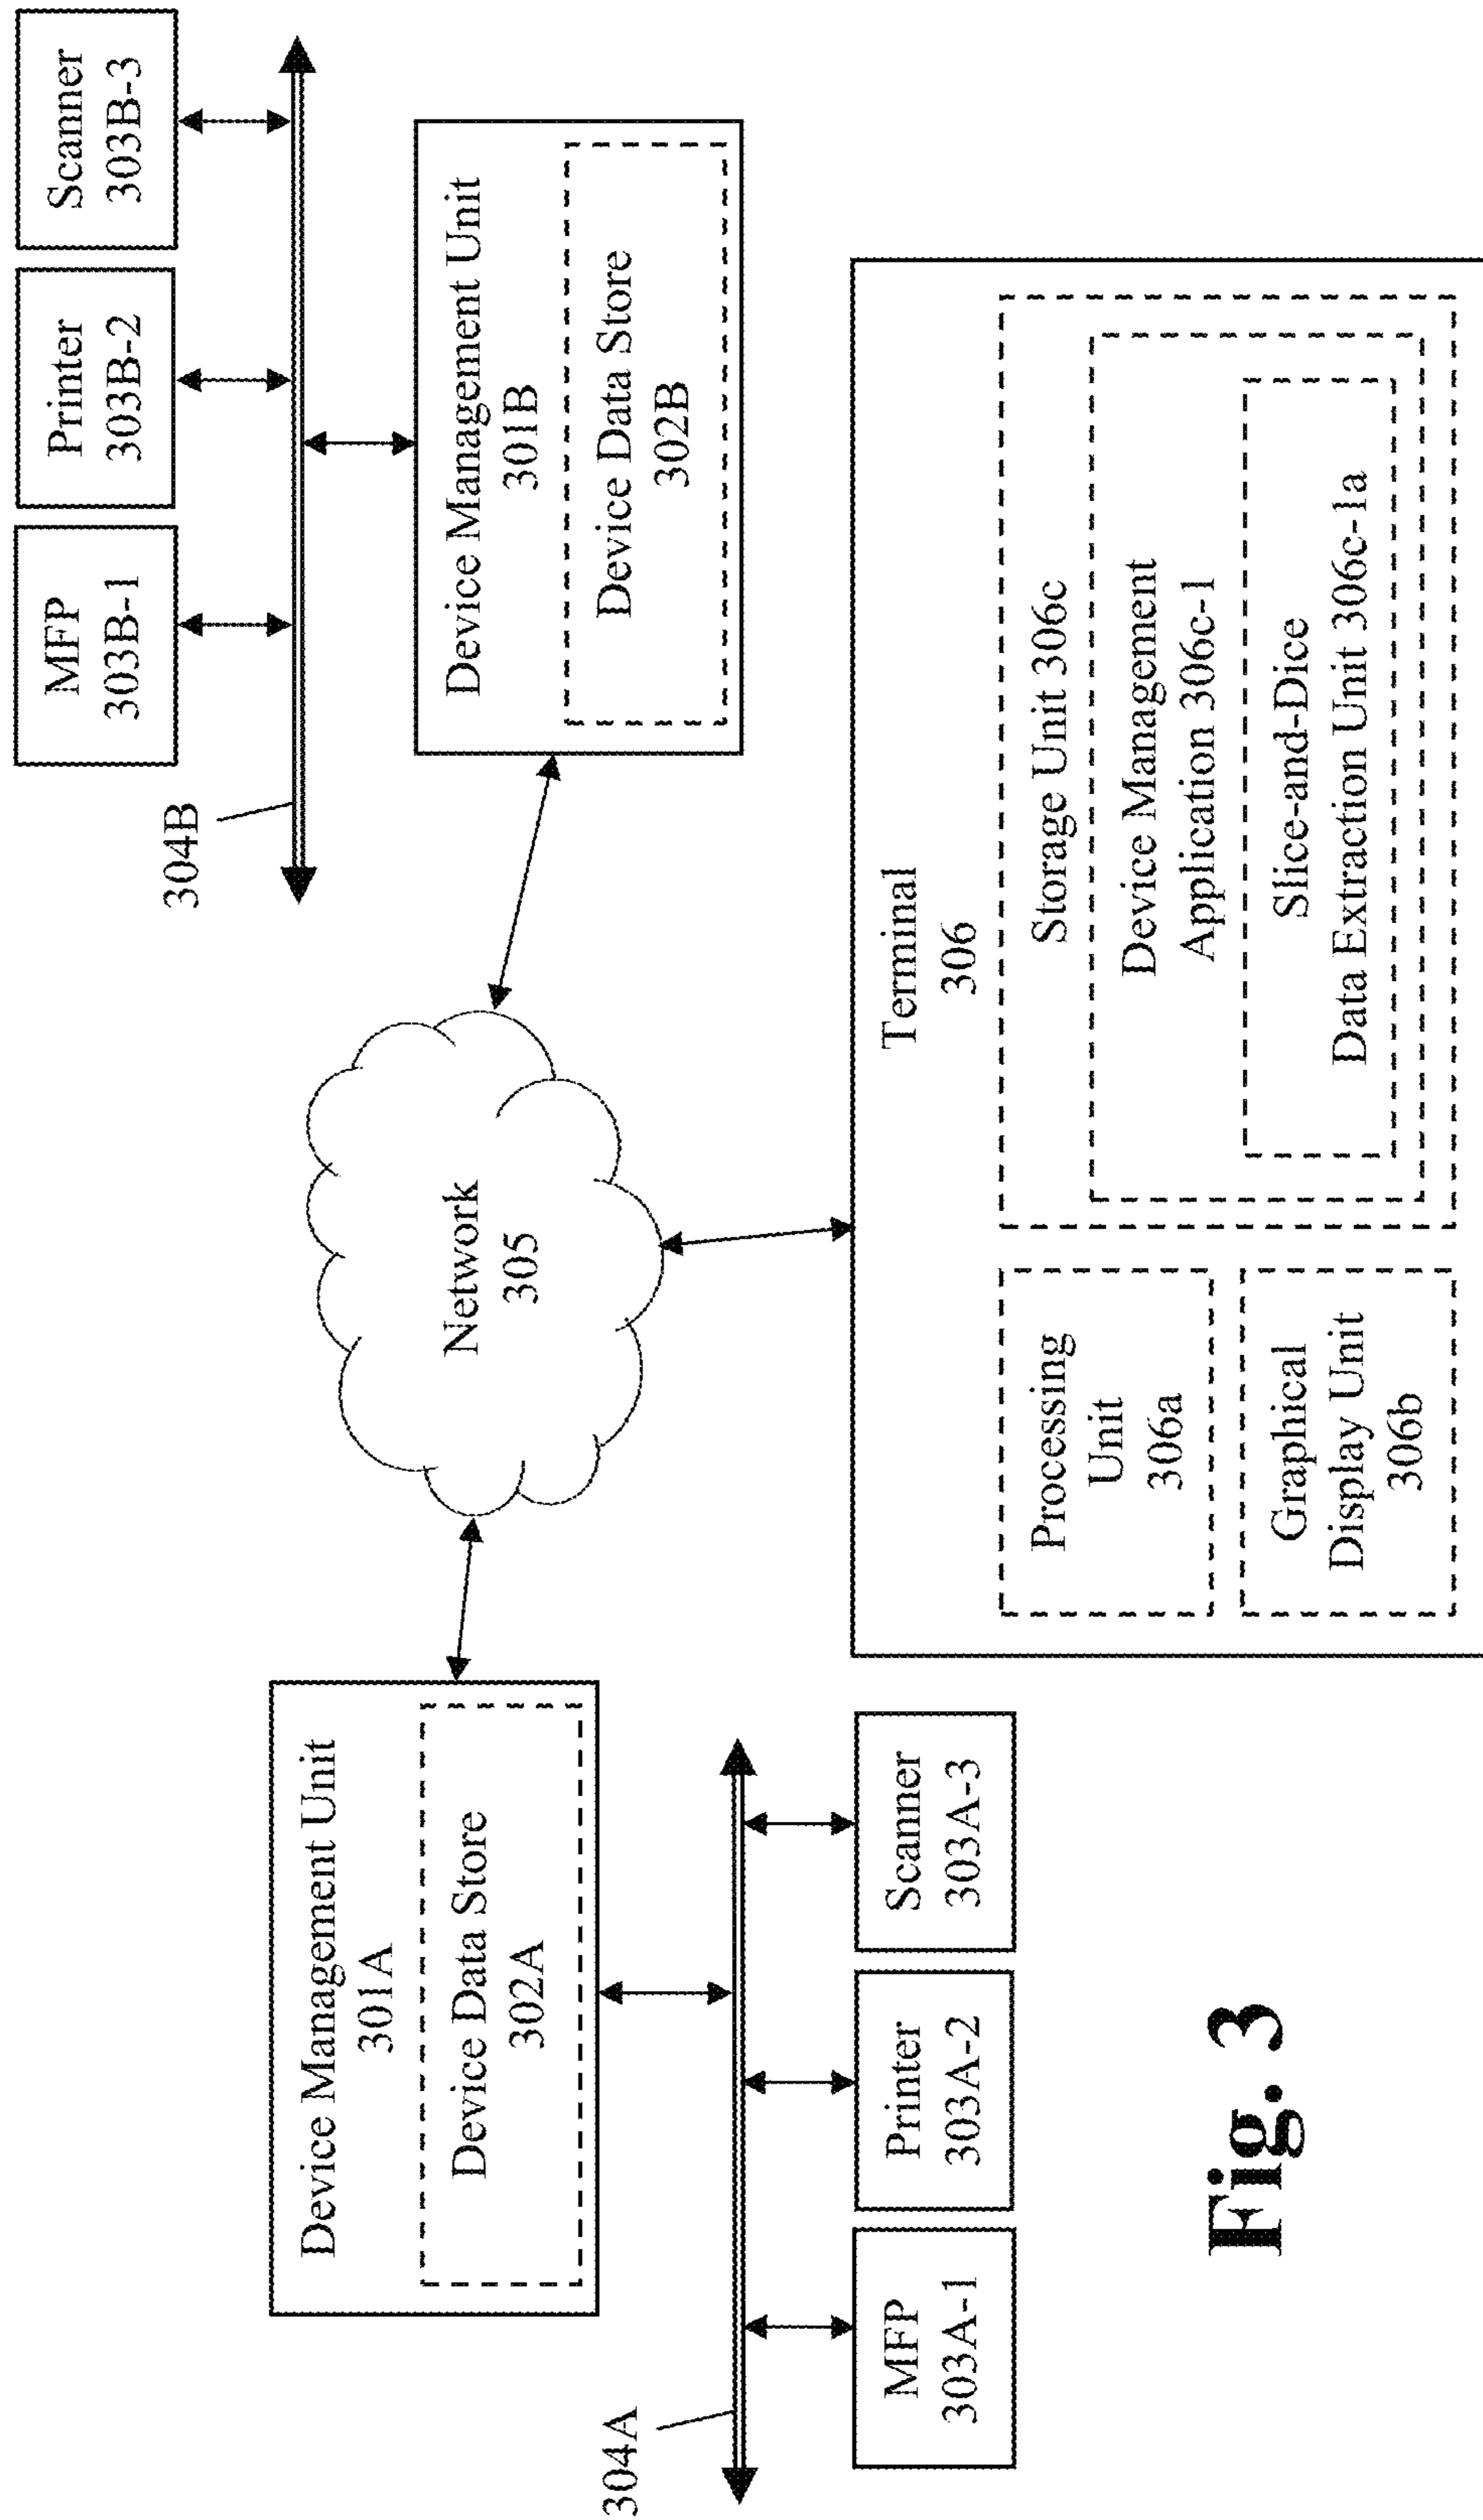 MFP
303B-1
Printer
303B-2
Scanner
303B-3
304B
Device Management Unit
301B
Device Data Store
302B
Device Management Unit
301A
Device Data Store
302A
Network
305
304A
MFP
303A-1
Printer
303A-2
Scanner
303A-3
Terminal
306
Processing
Unit
306a
Graphical
Display Unit
306b
Storage Unit 306c
Device Management
Application 306c-1
Slice-and-Dice
Data Extraction Unit 306c-1a
Fig. 3